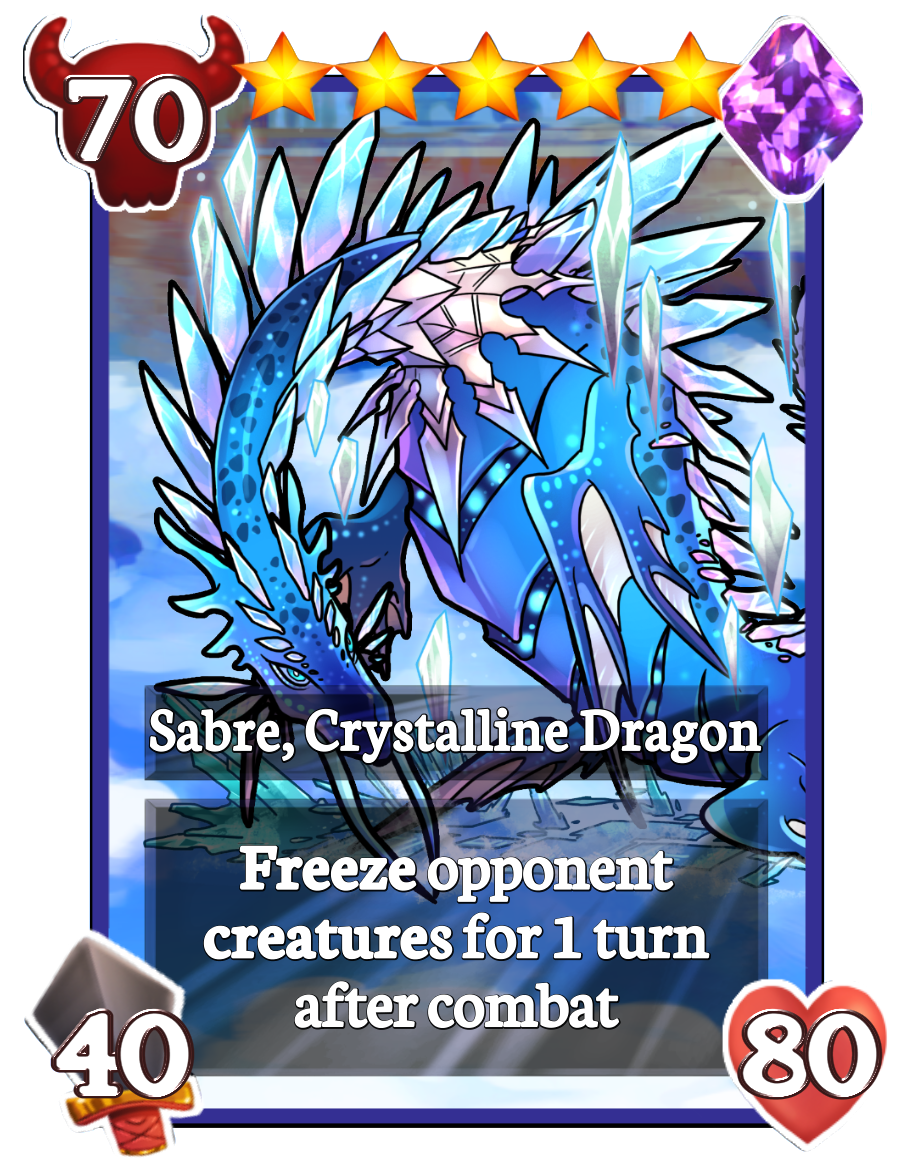 70
Sabre, Crystalline Dragon
Freeze opponent
creatures for 1 turn
after combat
40
80